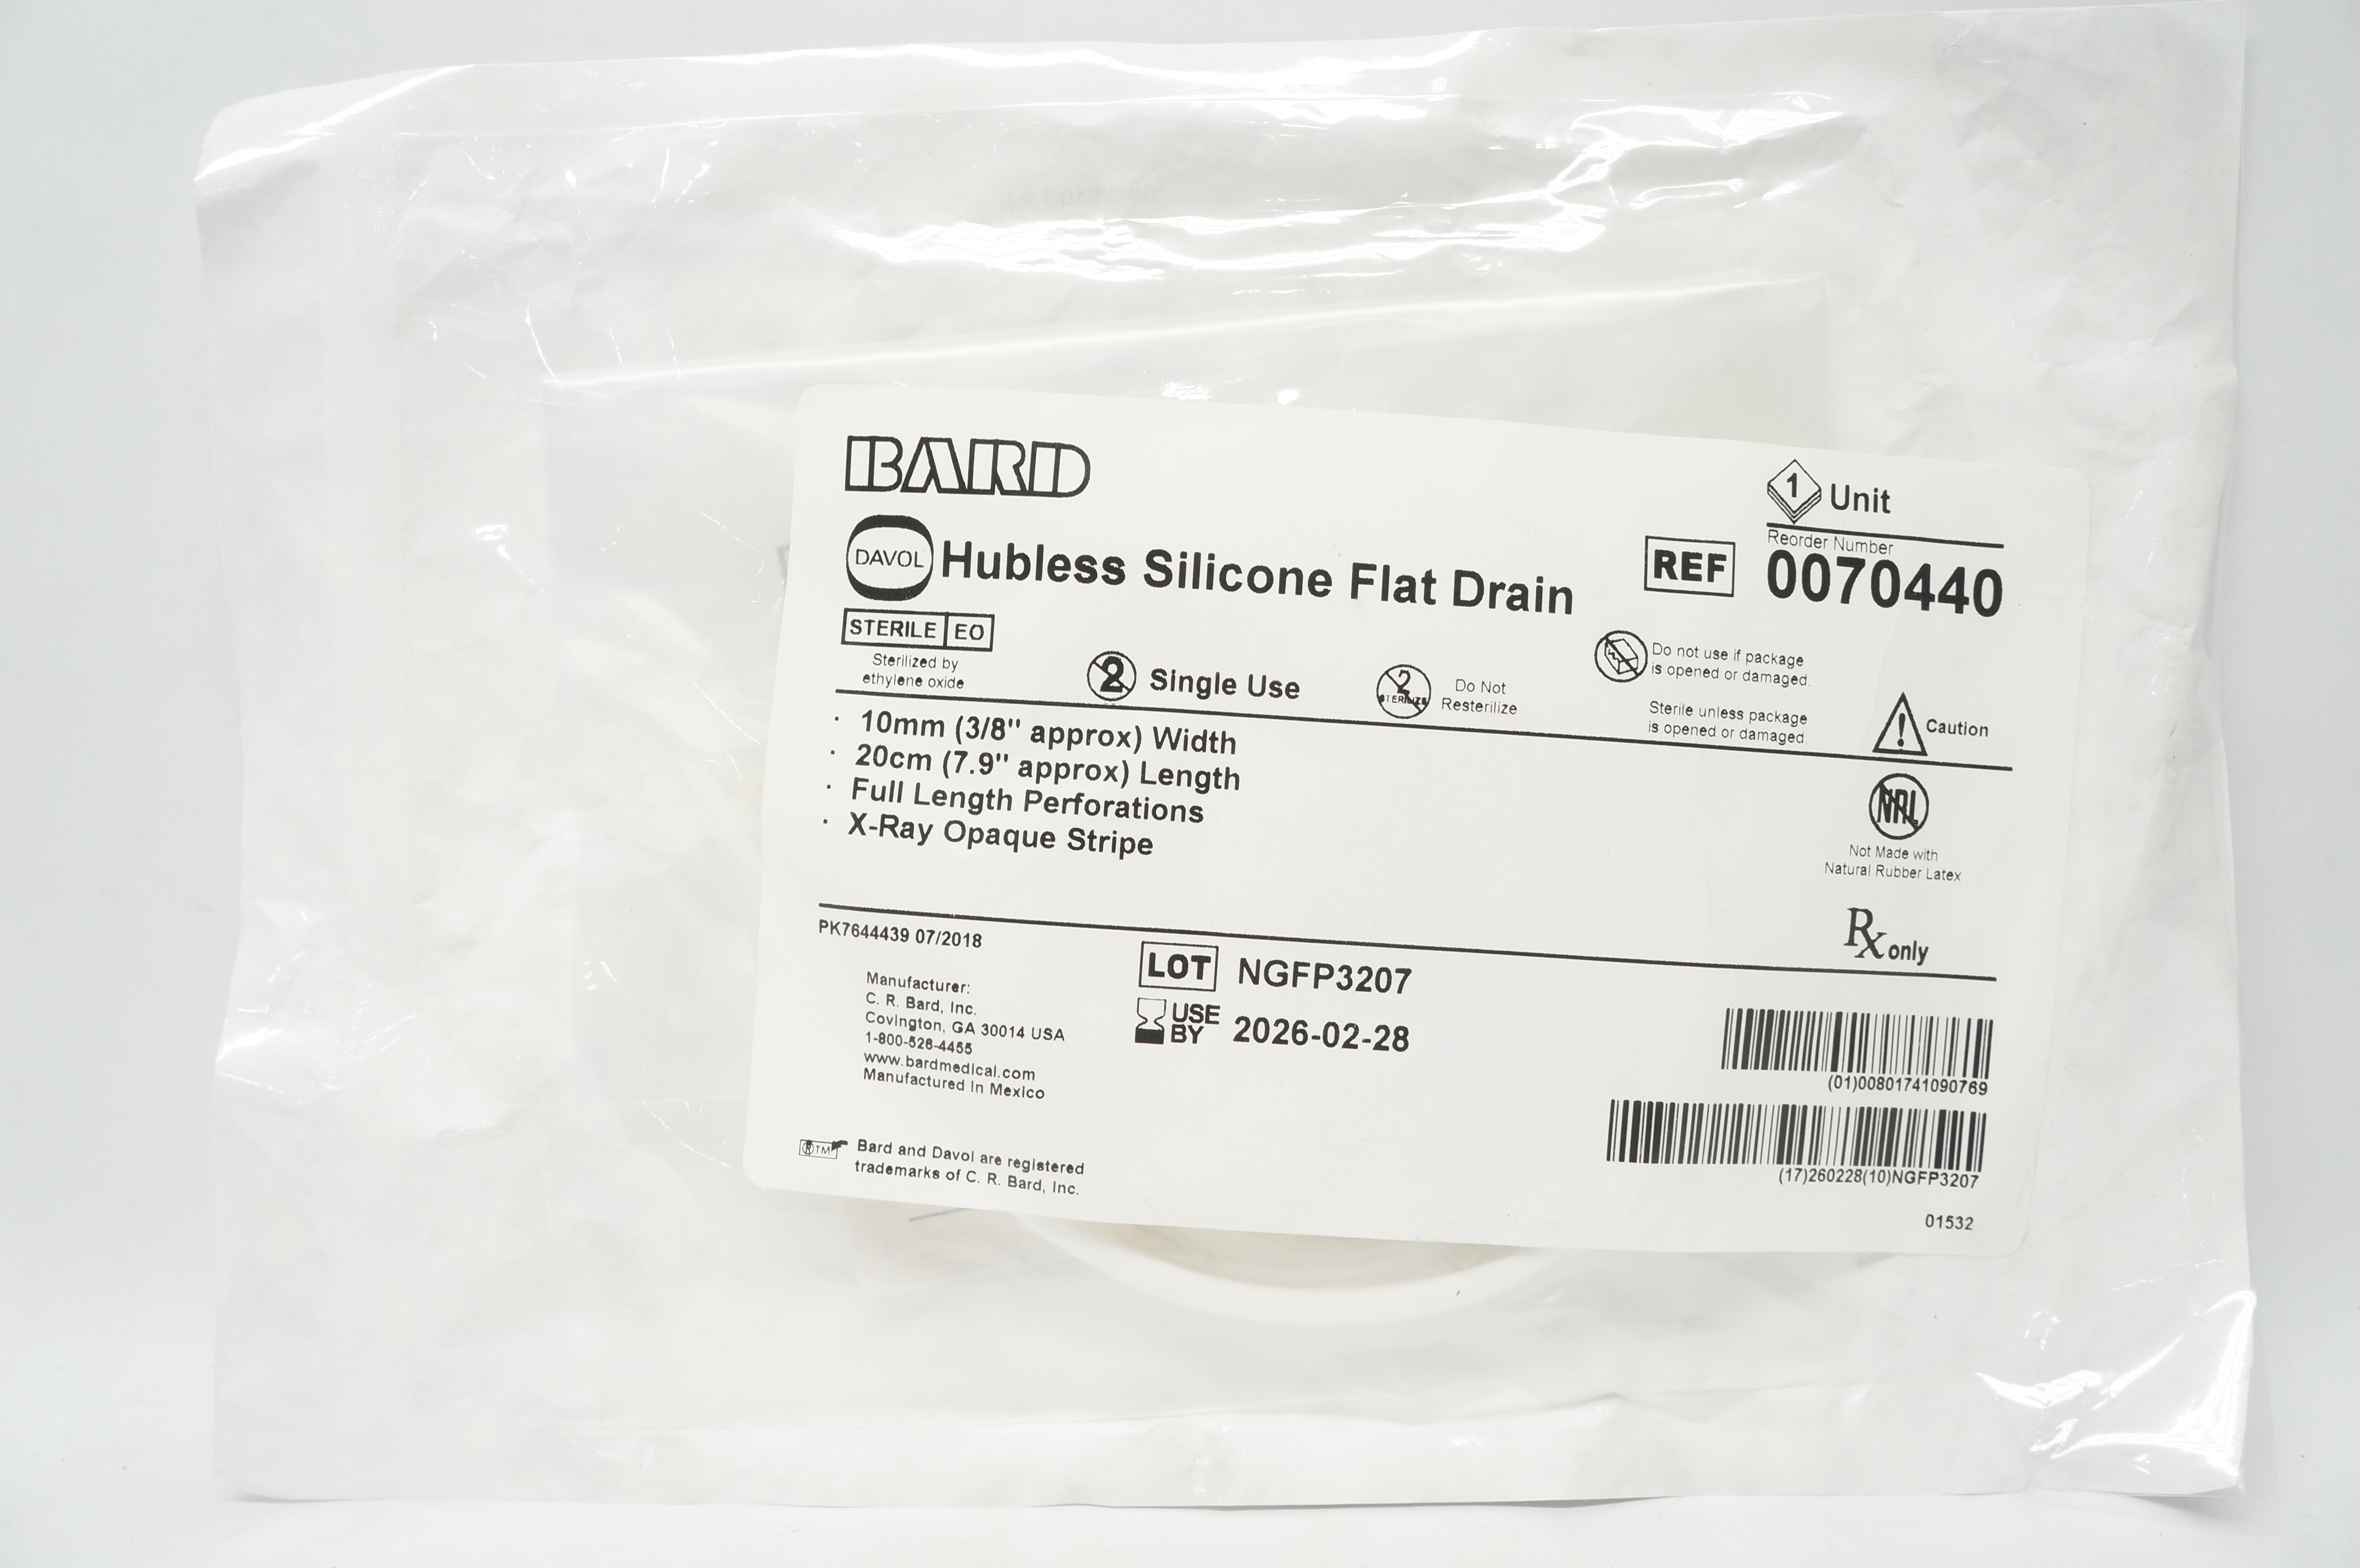 BARD
1 Unit
DAVOL Hubless Silicone Flat Drain
REF
Reorder Number
0070440
STERILE EO
Sterilized by
ethylene oxide
2 Single Use
2
STERILIZE
Do Not
Resterilize
Do not use if package
is opened or damaged.
Sterile unless package
is opened or damaged.
! Caution
· 10mm (3/8" approx) Width
· 20cm (7.9" approx) Length
· Full Length Perforations
· X-Ray Opaque Stripe
NRL
Not Made with
Natural Rubber Latex
Rx only
PK7644439 07/2018
Manufacturer:
C. R. Bard, Inc.
Covington, GA 30014 USA
1-800-526-4455
www.bardmedical.com
Manufactured in Mexico
LOT NGFP3207
USE BY 2026-02-28
(01)00801741090769
(17)260228(10)NGFP3207
®TM Bard and Davol are registered
trademarks of C. R. Bard, Inc.
01532